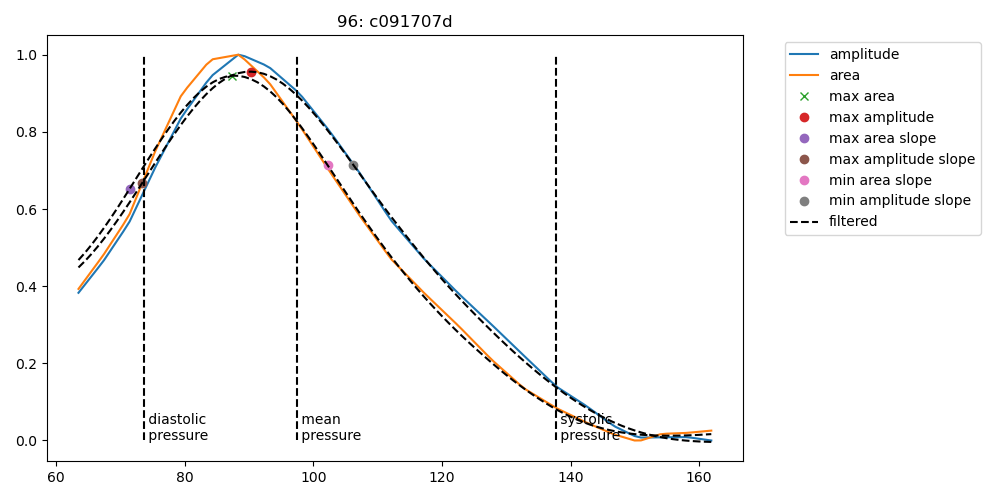 96: c091707d
1.0
0.8
0.6
0.4
0.2
0.0
60
80
100
120
140
160
diastolic
pressure
mean
pressure
systolic
pressure
amplitude
area
max area
max amplitude
max area slope
max amplitude slope
min area slope
min amplitude slope
filtered